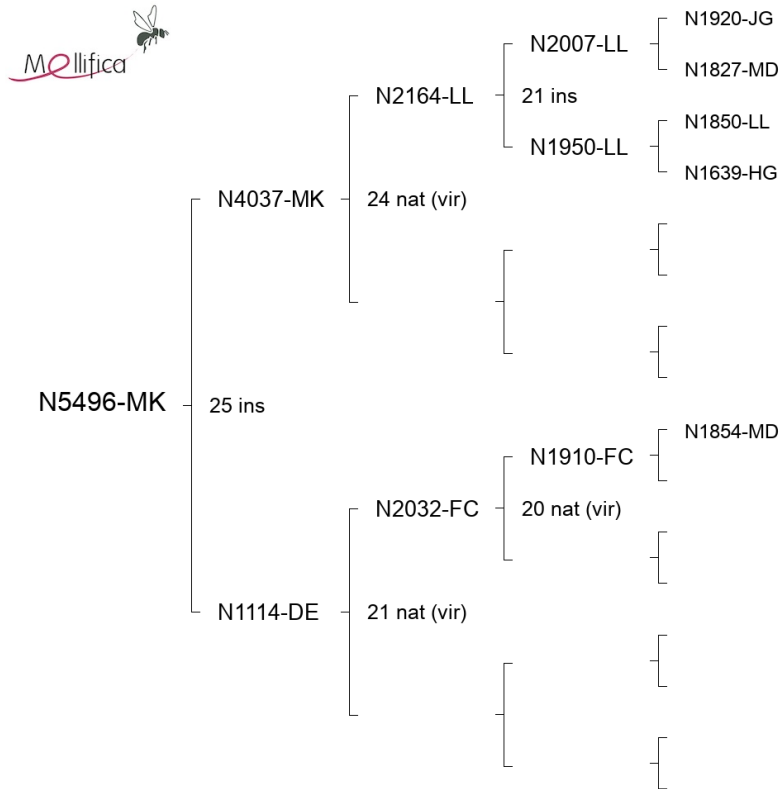 Mellifica
N1920-JG
N2007-LL
N1827-MD
N2164-LL
21 ins
N1850-LL
N1950-LL
N1639-HG
N4037-MK
24 nat (vir)
N5496-MK
25 ins
N1854-MD
N1910-FC
N2032-FC
20 nat (vir)
N1114-DE
21 nat (vir)